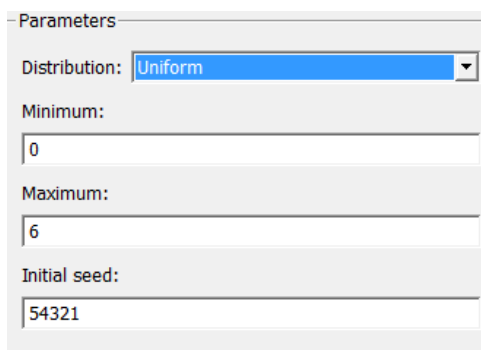 Parameters
Distribution: Uniform
Minimum:
0
Maximum:
6
Initial seed:
54321